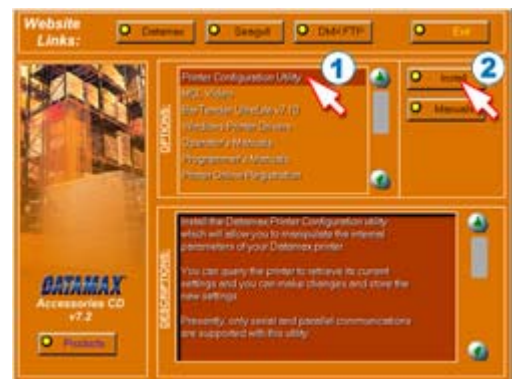 Website
Links:
Datamax
Seagull
DMX FTP
Exit
OPTIONS:
Printer Configuration Utility
MCL Video
BarTender UltraLite v7.10
Windows Printer Drivers
Operator's Manuals
Programmer's Manuals
Printer Online Registration
1
2
Install
Manuals
DATAMAX
Accessories CD
v7.2
Products
DESCRIPTIONS:
Install the Datamax Printer Configuration utility
which will allow you to manipulate the internal
parameters of your Datamax printer.
You can query the printer to retrieve its current
settings and you can make changes and store the
new settings.
Presently, only serial and parallel communications
are supported with this utility.